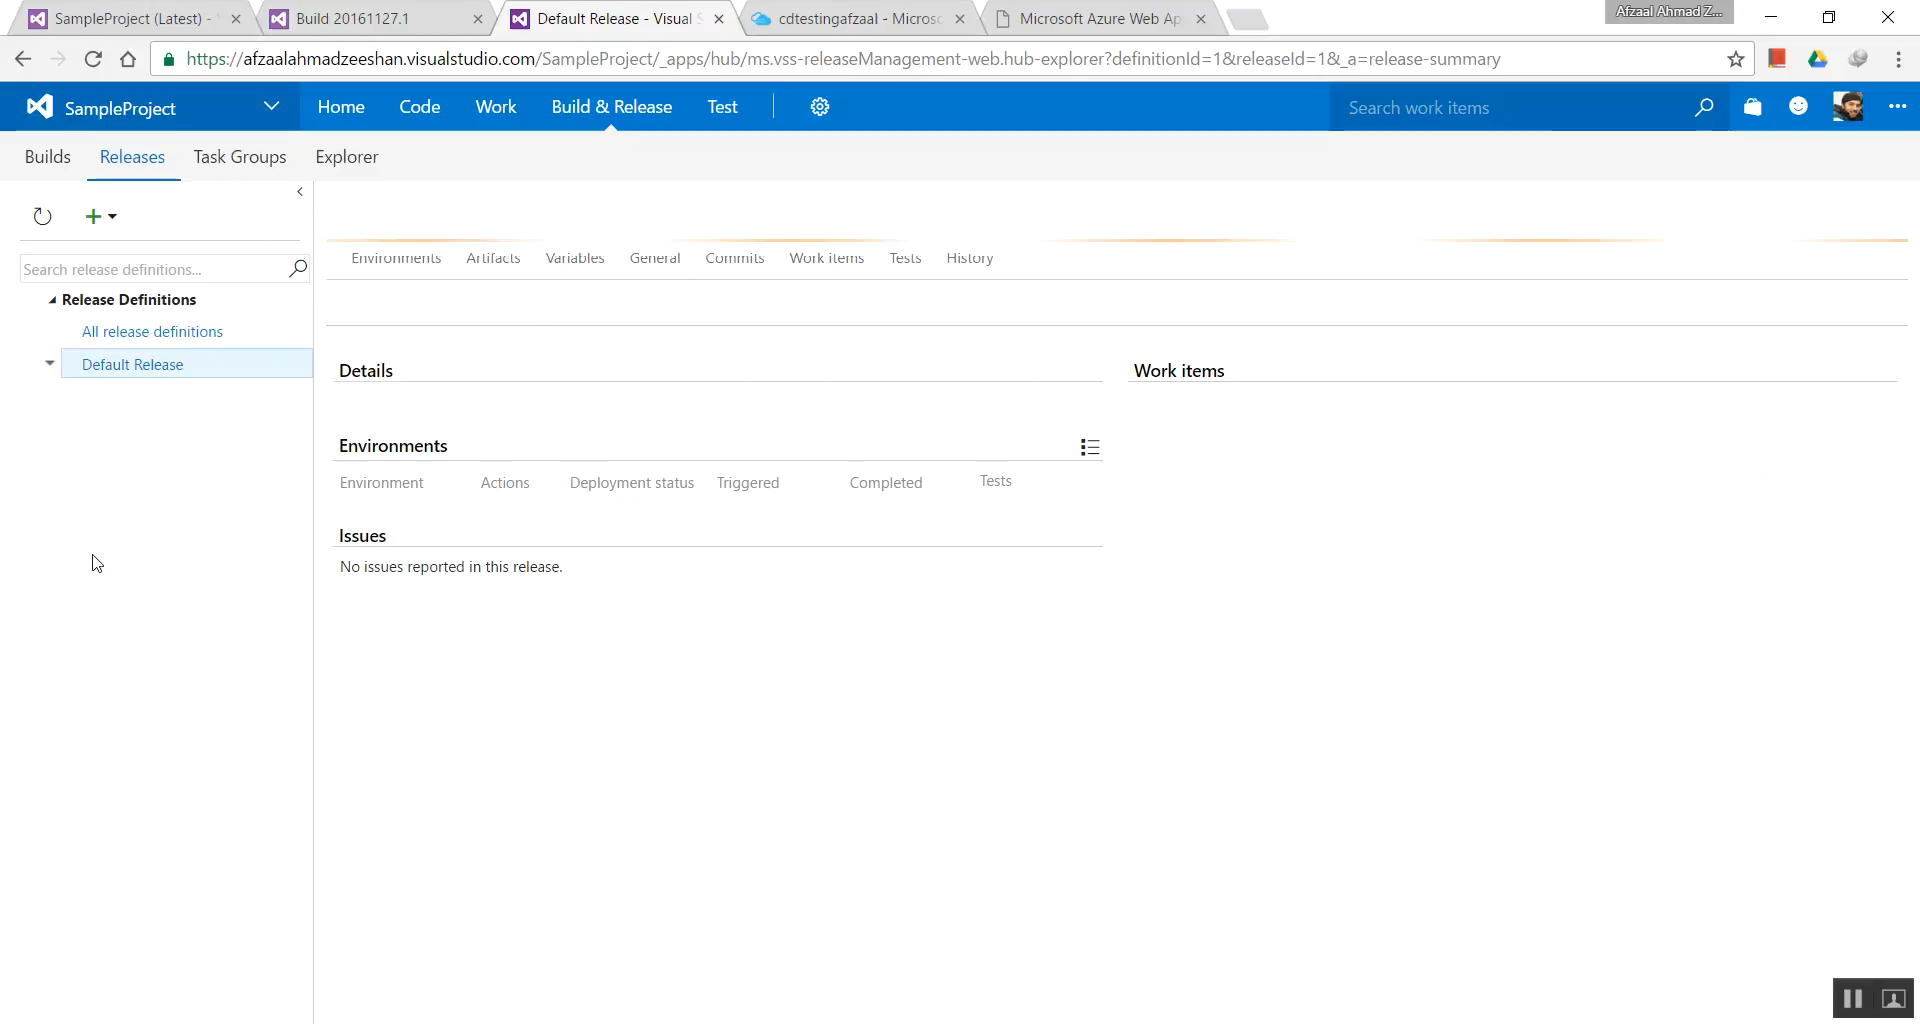 SampleProject (Latest) -
Build 20161127.1
Default Release - Visual S
cdtestingafzaal - Microsc
Microsoft Azure Web Ap
Afzaal Ahmad Z...
https://afzaalahmadzeeshan.visualstudio.com/SampleProject/_apps/hub/ms.vss-releaseManagement-web.hub-explorer?definitionId=1&releaseId=1&_a=release-summary
SampleProject
Home Code Work Build & Release Test
Search work items
Builds Releases Task Groups Explorer
Environments Artifacts Variables General Commits Work items Tests History
Search release definitions...
Release Definitions
All release definitions
Default Release
Details
Work items
Environments
Environment Actions Deployment status Triggered Completed Tests
Issues
No issues reported in this release.